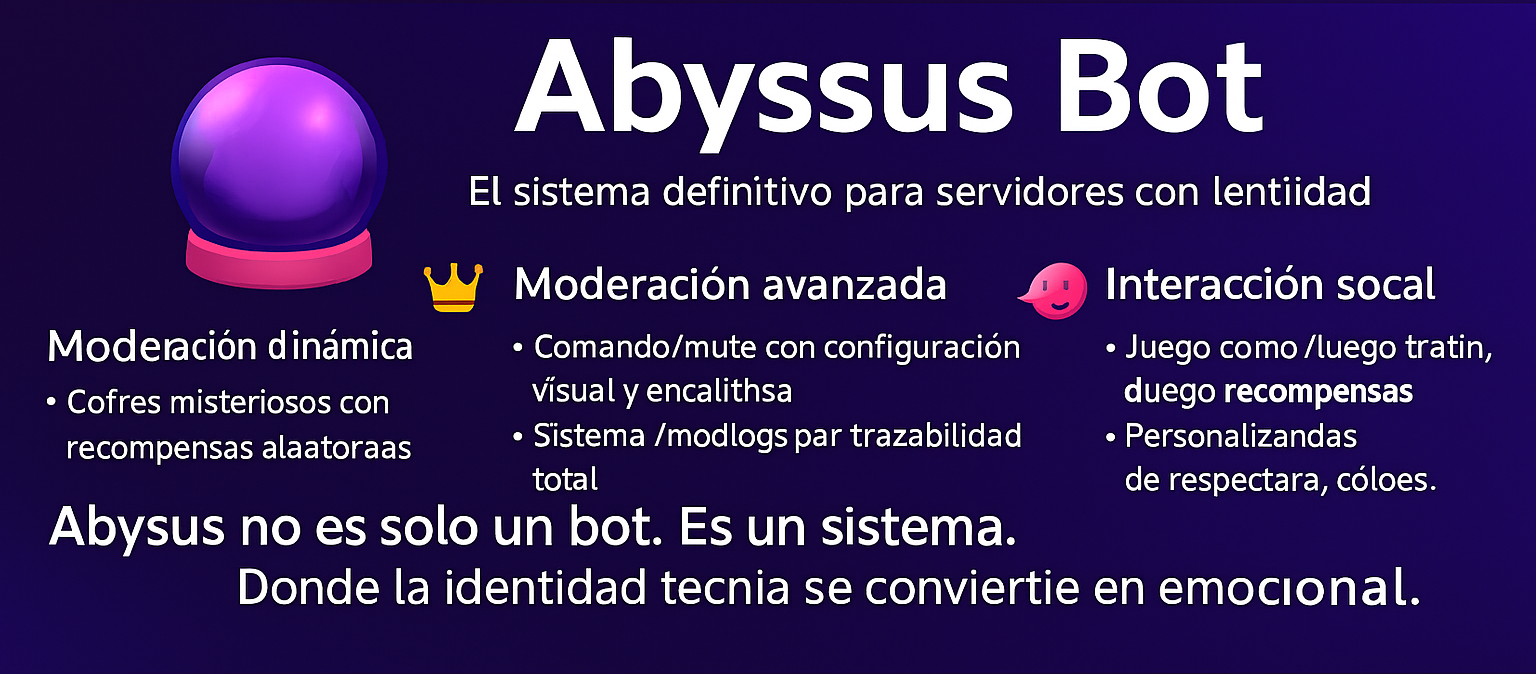 Abyssus Bot
El sistema definitivo para servidores con lentiidad
Moderación dinámica
• Cofres misteriosos con
recompensas alaatoraas
Moderación avanzada
• Comando/mute con configuración
vísual y encalithsa
• Sistema /modlogs par trazabilidad
total
Interacción socal
• Juego como /luego tratin,
duego recompensas
• Personalizandas
de respectara, cóloes.
Abysus no es solo un bot. Es un sistema.
Donde la identidad tecnia se conviertie en emocıonal.